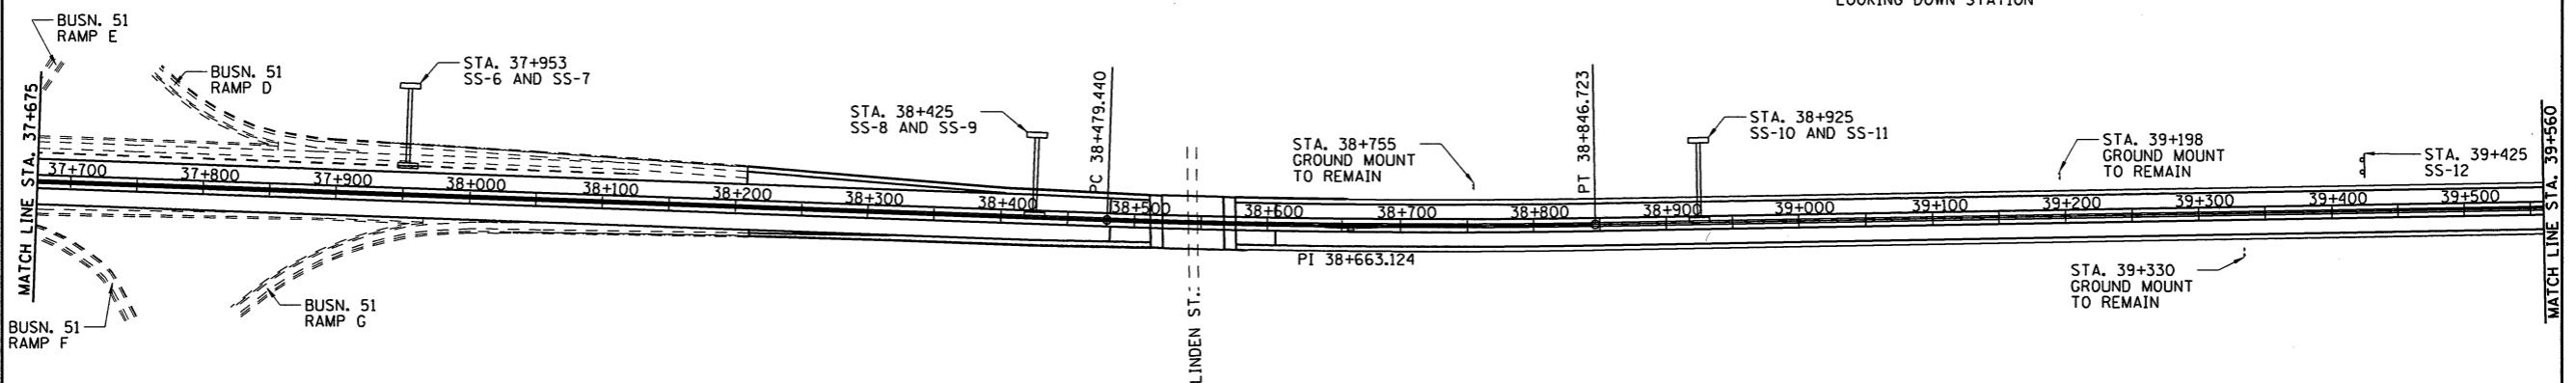 LOOKING DOWN STATION
BUSN. 51
RAMP E
BUSN. 51
RAMP D
STA. 37+953
SS-6 AND SS-7
STA. 38+425
SS-8 AND SS-9
PC 38+479.440
STA. 38+755
GROUND MOUNT
TO REMAIN
PT 38+846.723
STA. 38+925
SS-10 AND SS-11
STA. 39+198
GROUND MOUNT
TO REMAIN
STA. 39+425
SS-12
MATCH LINE STA. 37+675
37+700
37+800
37+900
38+000
38+100
38+200
38+300
38+400
38+500
38+600
38+700
38+800
38+900
39+000
39+100
39+200
39+300
39+400
39+500
MATCH LINE STA. 39+560
PI 38+663.124
LINDEN ST.
STA. 39+330
GROUND MOUNT
TO REMAIN
BUSN. 51
RAMP G
BUSN. 51
RAMP F